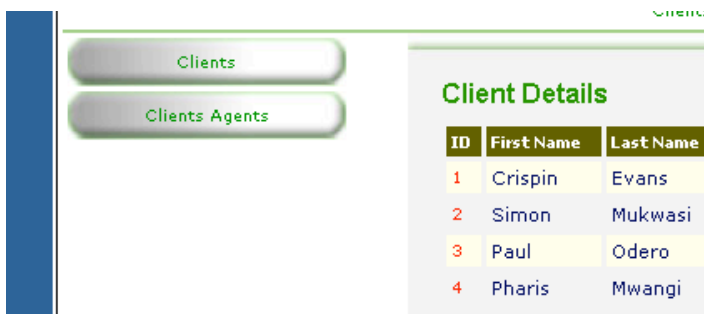 Clients
Clients Agents
Client Details
ID First Name Last Name
1 Crispin Evans
2 Simon Mukwasi
3 Paul Odero
4 Pharis Mwangi